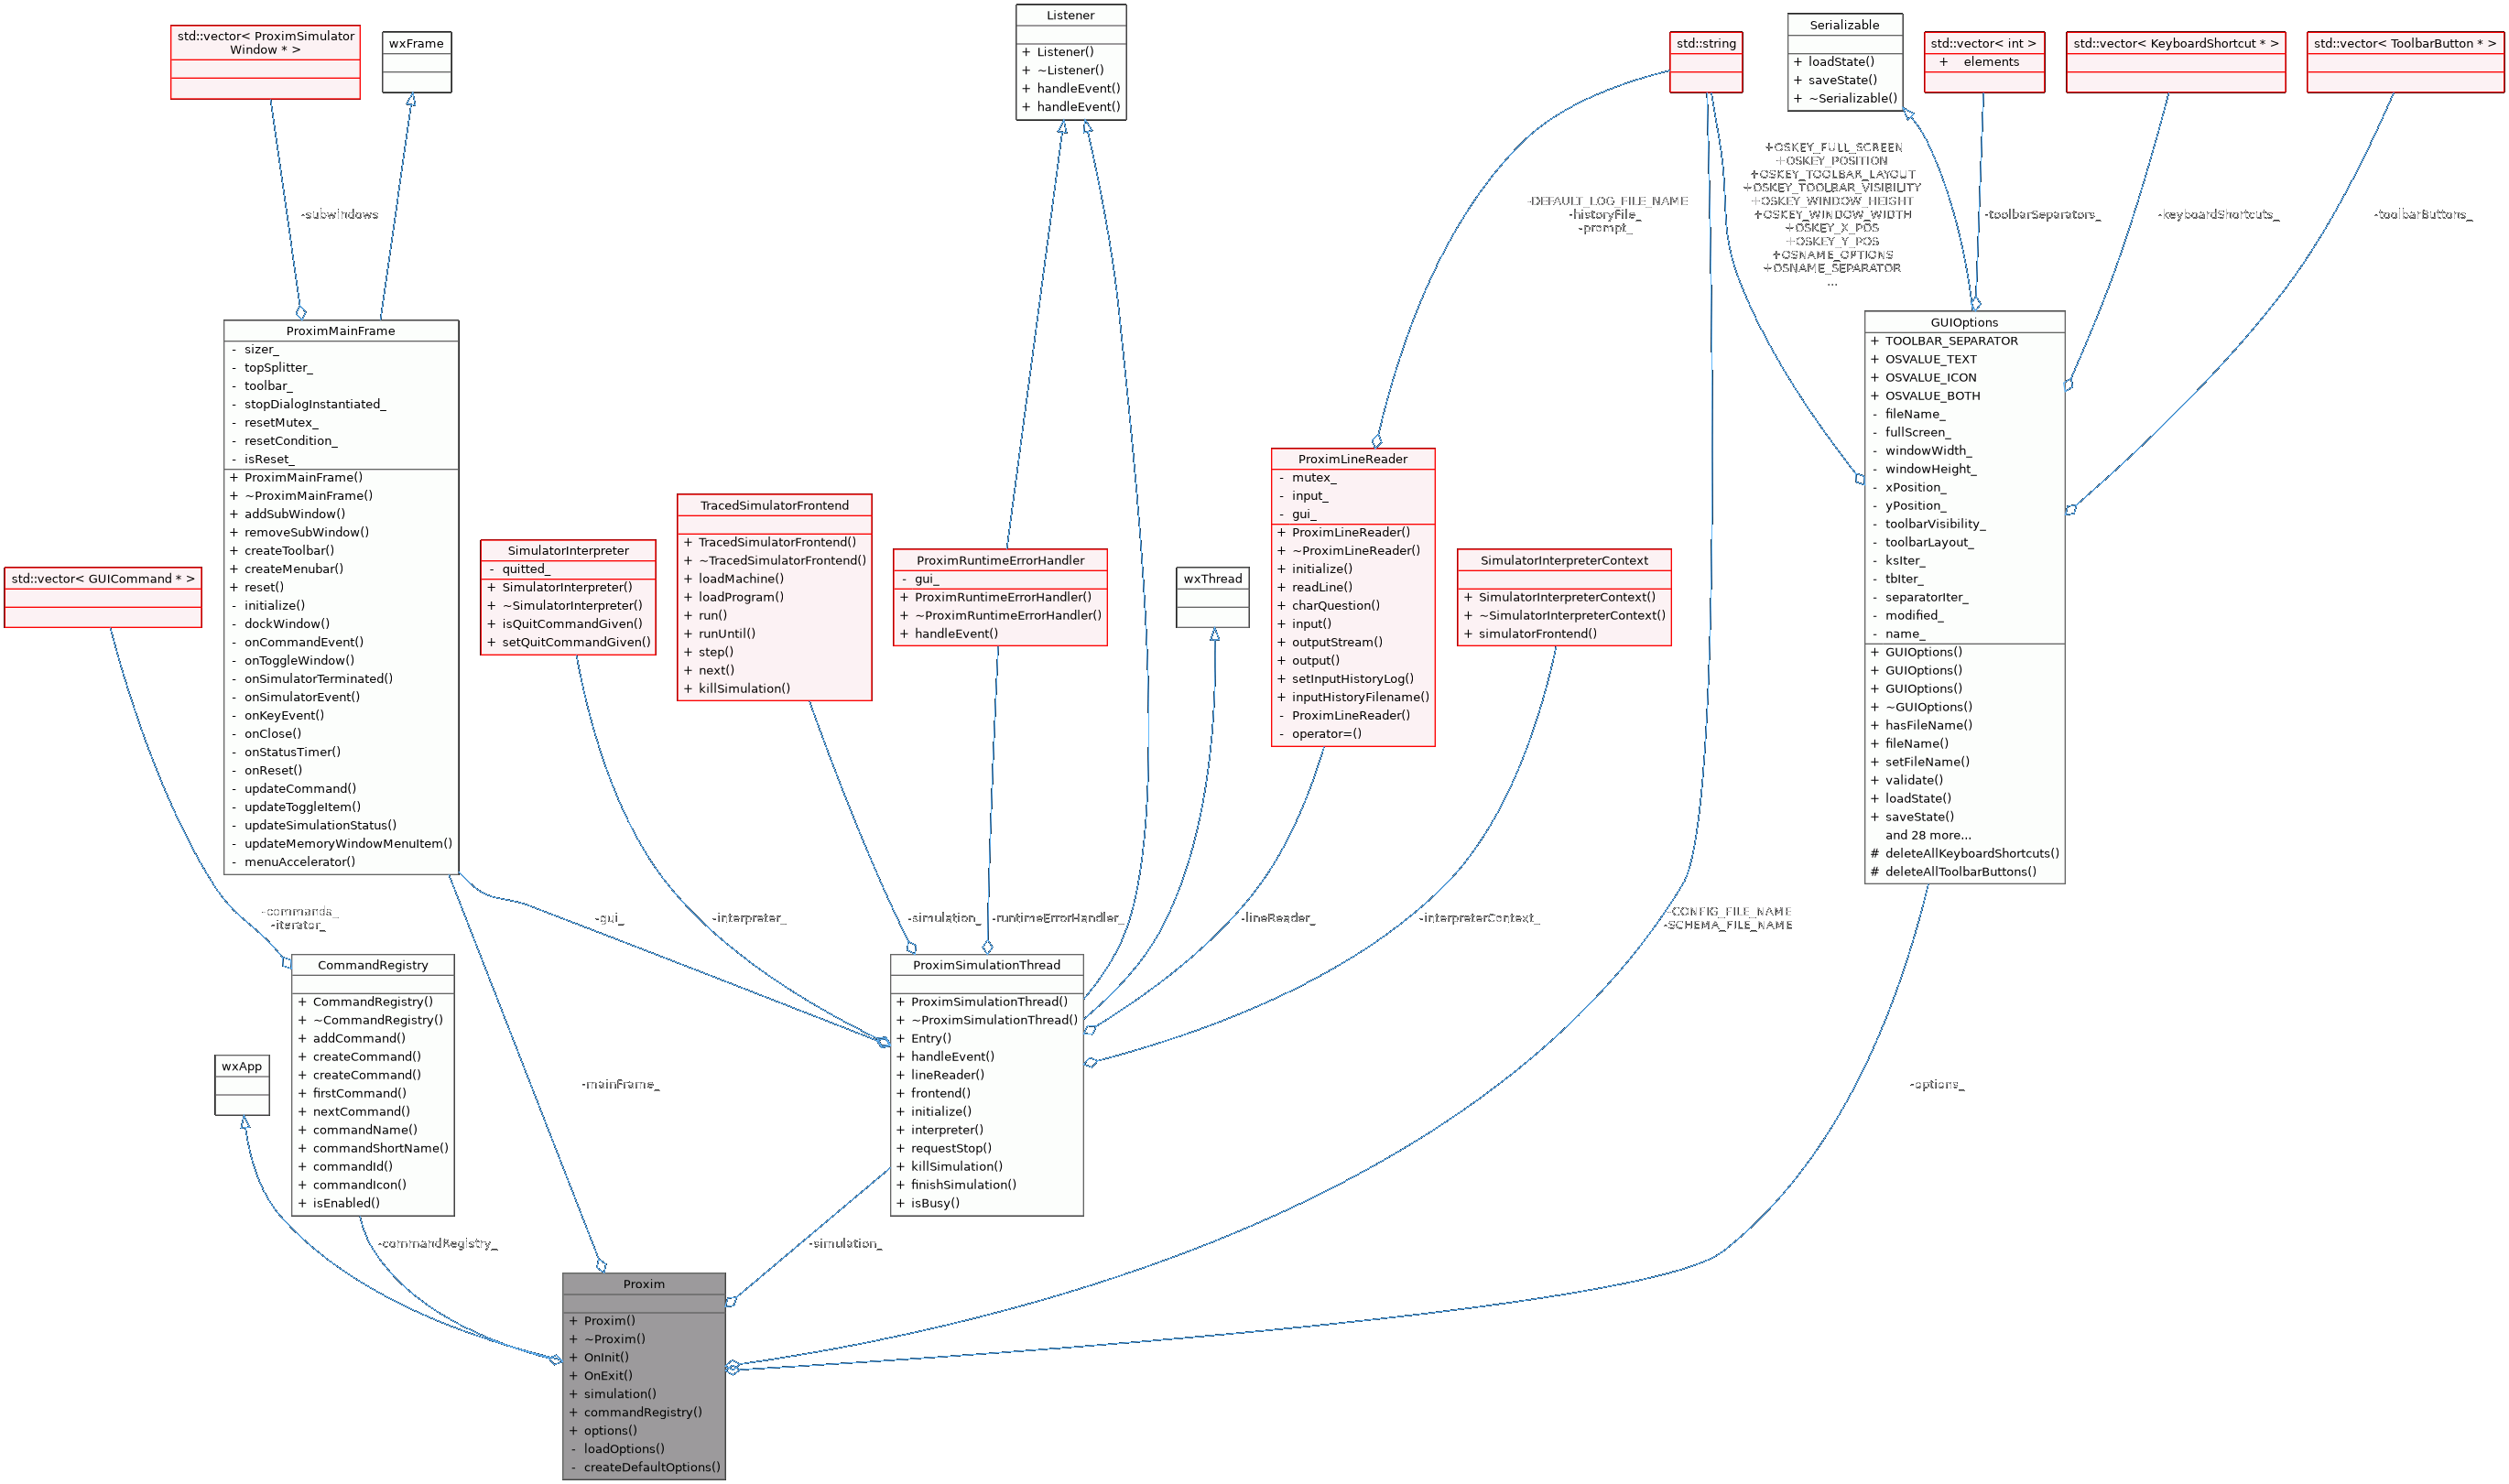 std::vector< ProximSimulator
Window * >
wxFrame
Listener
+ Listener()
+ ~Listener()
+ handleEvent()
+ handleEvent()
std::string
Serializable
+ loadState()
+ saveState()
+ ~Serializable()
std::vector< int >
+ elements
std::vector< KeyboardShortcut * >
std::vector< ToolbarButton * >
-subwindows
-DEFAULT_LOG_FILE_NAME
-historyFile_
-prompt_
+OSKEY_FULL_SCREEN
+OSKEY_POSITION
+OSKEY_TOOLBAR_LAYOUT
+OSKEY_TOOLBAR_VISIBILITY
+OSKEY_WINDOW_HEIGHT
+OSKEY_WINDOW_WIDTH
+OSKEY_X_POS
+OSKEY_Y_POS
+OSNAME_OPTIONS
+OSNAME_SEPARATOR
...
-toolbarSeparators_
-keyboardShortcuts_
-toolbarButtons_
ProximMainFrame
- sizer_
- topSplitter_
- toolbar_
- stopDialogInstantiated_
- resetMutex_
- resetCondition_
- isReset_
+ ProximMainFrame()
+ ~ProximMainFrame()
+ addSubWindow()
+ removeSubWindow()
+ createToolbar()
+ createMenubar()
+ reset()
- initialize()
- dockWindow()
- onCommandEvent()
- onToggleWindow()
- onSimulatorTerminated()
- onSimulatorEvent()
- onKeyEvent()
- onClose()
- onStatusTimer()
- onReset()
- updateCommand()
- updateToggleItem()
- updateSimulationStatus()
- updateMemoryWindowMenuItem()
- menuAccelerator()
GUIOptions
+ TOOLBAR_SEPARATOR
+ OSVALUE_TEXT
+ OSVALUE_ICON
+ OSVALUE_BOTH
- fileName_
- fullScreen_
- windowWidth_
- windowHeight_
- xPosition_
- yPosition_
- toolbarVisibility_
- toolbarLayout_
- ksIter_
- tbIter_
- separatorIter_
- modified_
- name_
+ GUIOptions()
+ GUIOptions()
+ GUIOptions()
+ ~GUIOptions()
+ hasFileName()
+ fileName()
+ setFileName()
+ validate()
+ loadState()
+ saveState()
and 28 more...
# deleteAllKeyboardShortcuts()
# deleteAllToolbarButtons()
std::vector< GUICommand * >
SimulatorInterpreter
- quitted_
+ SimulatorInterpreter()
+ ~SimulatorInterpreter()
+ isQuitCommandGiven()
+ setQuitCommandGiven()
TracedSimulatorFrontend
+ TracedSimulatorFrontend()
+ ~TracedSimulatorFrontend()
+ loadMachine()
+ loadProgram()
+ run()
+ runUntil()
+ step()
+ next()
+ killSimulation()
ProximRuntimeErrorHandler
- gui_
+ ProximRuntimeErrorHandler()
+ ~ProximRuntimeErrorHandler()
+ handleEvent()
wxThread
ProximLineReader
- mutex_
- input_
- gui_
+ ProximLineReader()
+ ~ProximLineReader()
+ initialize()
+ readLine()
+ charQuestion()
+ input()
+ outputStream()
+ output()
+ setInputHistoryLog()
+ inputHistoryFilename()
- ProximLineReader()
- operator=()
SimulatorInterpreterContext
+ SimulatorInterpreterContext()
+ ~SimulatorInterpreterContext()
+ simulatorFrontend()
-commands_
-iterator_
-gui_
-interpreter_
-simulation_
-runtimeErrorHandler_
-lineReader_
-interpreterContext_
-CONFIG_FILE_NAME
-SCHEMA_FILE_NAME
CommandRegistry
+ CommandRegistry()
+ ~CommandRegistry()
+ addCommand()
+ createCommand()
+ createCommand()
+ firstCommand()
+ nextCommand()
+ commandName()
+ commandShortName()
+ commandId()
+ commandIcon()
+ isEnabled()
wxApp
ProximSimulationThread
+ ProximSimulationThread()
+ ~ProximSimulationThread()
+ Entry()
+ handleEvent()
+ lineReader()
+ frontend()
+ initialize()
+ interpreter()
+ requestStop()
+ killSimulation()
+ finishSimulation()
+ isBusy()
-mainFrame_
-options_
-commandRegistry_
-simulation_
Proxim
+ Proxim()
+ ~Proxim()
+ OnInit()
+ OnExit()
+ simulation()
+ commandRegistry()
+ options()
- loadOptions()
- createDefaultOptions()